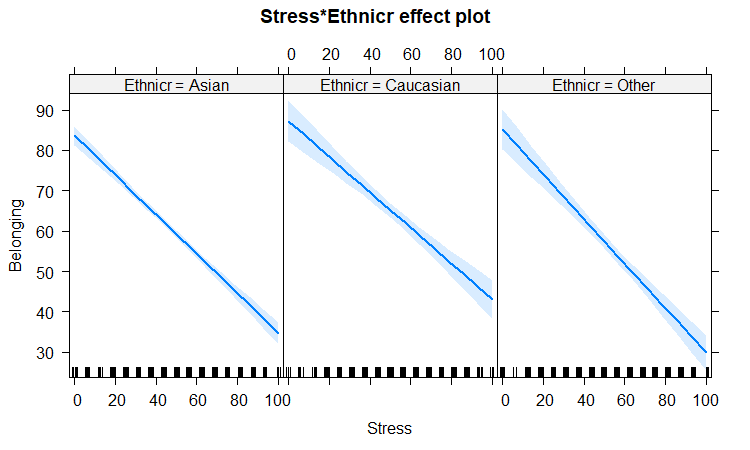 Stress*Ethnicr effect plot
0 20 40 60 80 100
Ethnicr = Asian Ethnicr = Caucasian Ethnicr = Other
90
80
70
60
50
40
30
Belonging
0 20 40 60 80 100 0 20 40 60 80 100
Stress